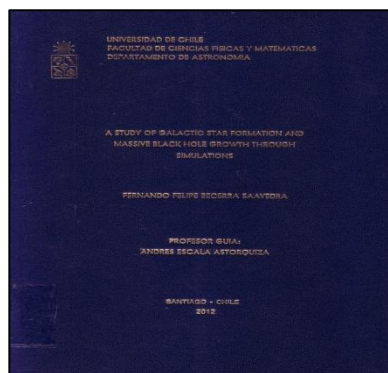 UNIVERSIDAD DE CHILE
FACULTAD DE CIENCIAS FISICAS Y MATEMATICAS
DEPARTAMENTO DE ASTRONOMIA
A STUDY OF GALACTIC STAR FORMATION AND
MASSIVE BLACK HOLE GROWTH THROUGH
SIMULATIONS
FERNANDO FELIPE BECERRA SAAVEDRA
PROFESOR GUIA:
ANDRES ESCALA ASTORQUIZA
SANTIAGO - CHILE
2012